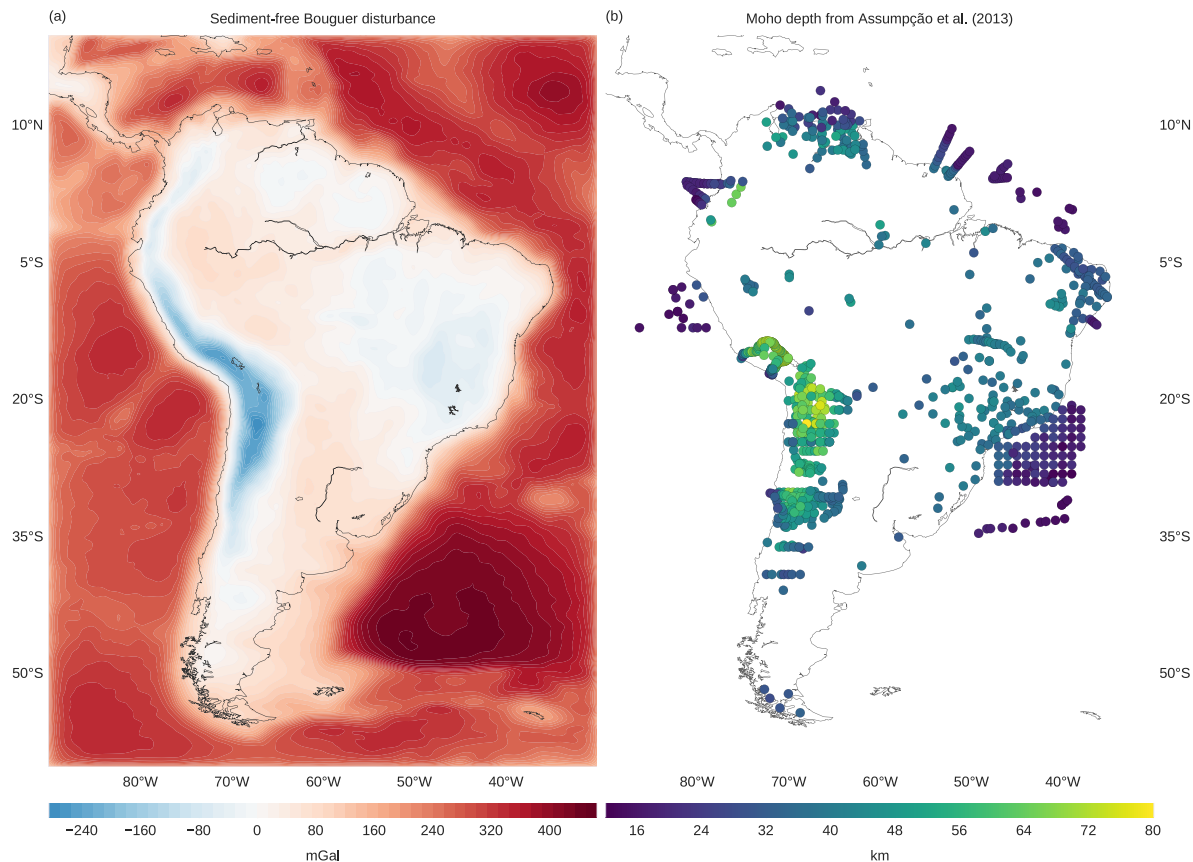 (a) Sediment-free Bouguer disturbance
(b) Moho depth from Assumpção et al. (2013)
10°N 10°N
5°S 5°S
20°S 20°S
35°S 35°S
50°S 50°S
80°W 70°W 60°W 50°W 40°W 80°W 70°W 60°W 50°W 40°W
−240 −160 −80 0 80 160 240 320 400 16 24 32 40 48 56 64 72 80
mGal km